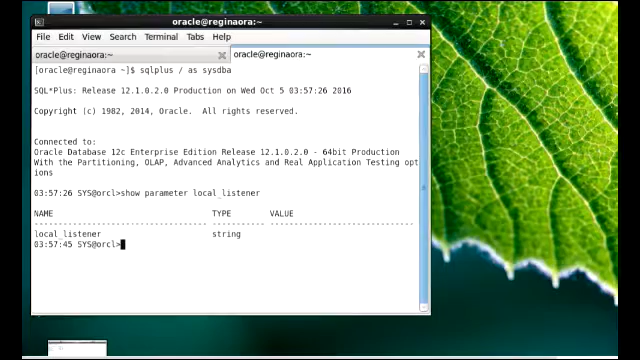 oracle@reginaora:~
File Edit View Search Terminal Tabs Help
oracle@reginaora:~ oracle@reginaora:~
[oracle@reginaora ~]$ sqlplus / as sysdba
SQL*Plus: Release 12.1.0.2.0 Production on Wed Oct 5 03:57:26 2016
Copyright (c) 1982, 2014, Oracle. All rights reserved.
Connected to:
Oracle Database 12c Enterprise Edition Release 12.1.0.2.0 - 64bit Production
With the Partitioning, OLAP, Advanced Analytics and Real Application Testing opt
ions
03:57:26 SYS@orcl>show parameter local_listener
NAME TYPE VALUE
------------------------------------ ----------- ------------------------------
local_listener string
03:57:45 SYS@orcl>